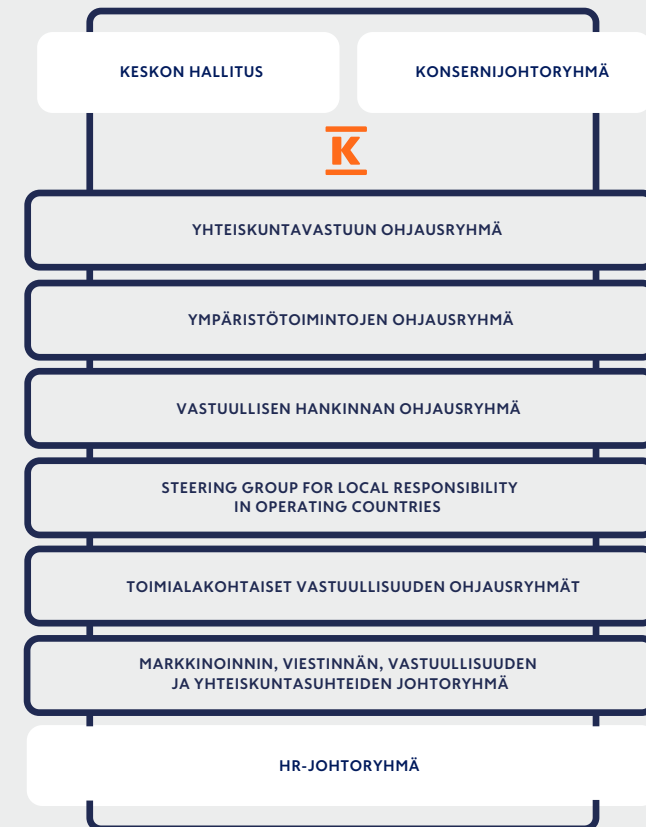 KESKON HALLITUS
KONSERNIJOHTORYHMÄ
K
YHTEISKUNTAVASTUUN OHJAUSRYHMÄ
YMPÄRISTÖTOIMINTOJEN OHJAUSRYHMÄ
VASTUULLISEN HANKINNAN OHJAUSRYHMÄ
STEERING GROUP FOR LOCAL RESPONSIBILITY
IN OPERATING COUNTRIES
TOIMIALAKOHTAISET VASTUULLISUUDEN OHJAUSRYHMÄT
MARKKINOINNIN, VIESTINNÄN, VASTUULLISUUDEN
JA YHTEISKUNTASUHTEIDEN JOHTORYHMÄ
HR-JOHTORYHMÄ